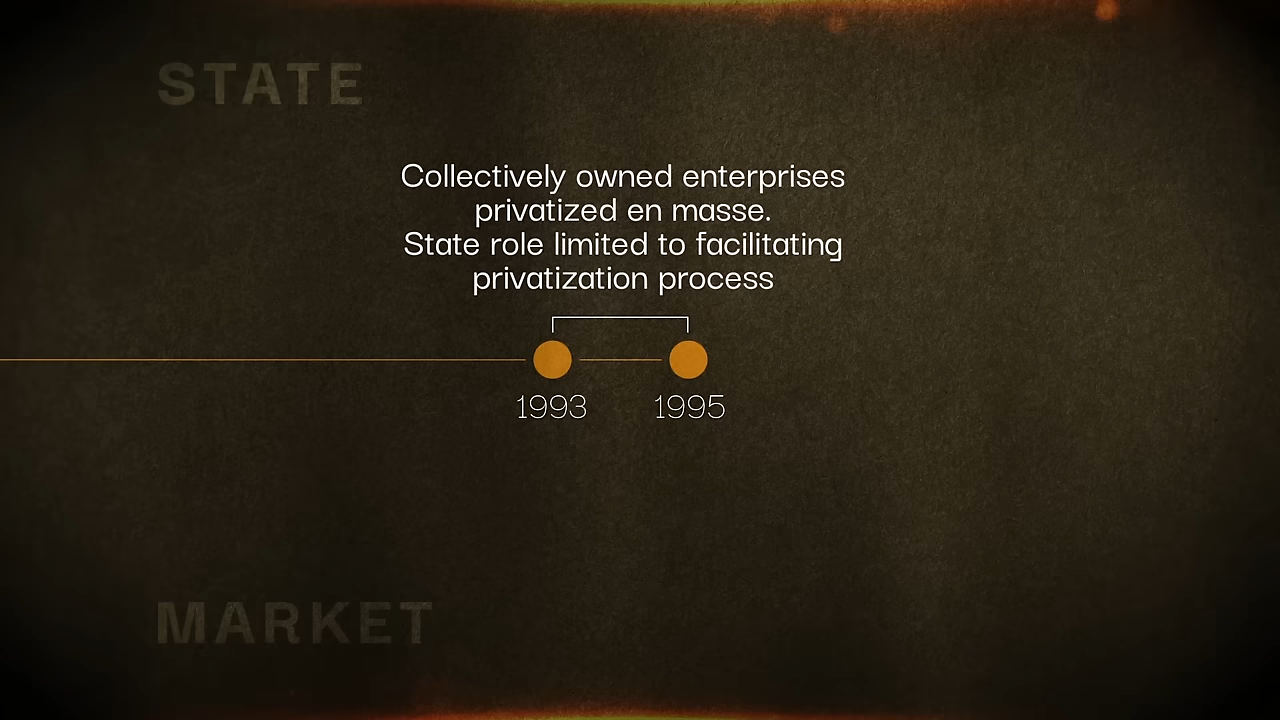 STATE
Collectively owned enterprises
privatized en masse.
State role limited to facilitating
privatization process
1993 1995
MARKET